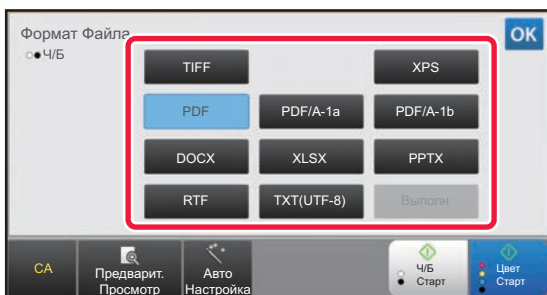 Формат Файла
OK
Ч/Б
TIFF
XPS
PDF
PDF/A-1a
PDF/A-1b
DOCX
XLSX
PPTX
RTF
TXT(UTF-8)
Выполн
CA
Предварит.
Просмотр
Авто
Настройка
Ч/Б
Старт
Цвет
Старт